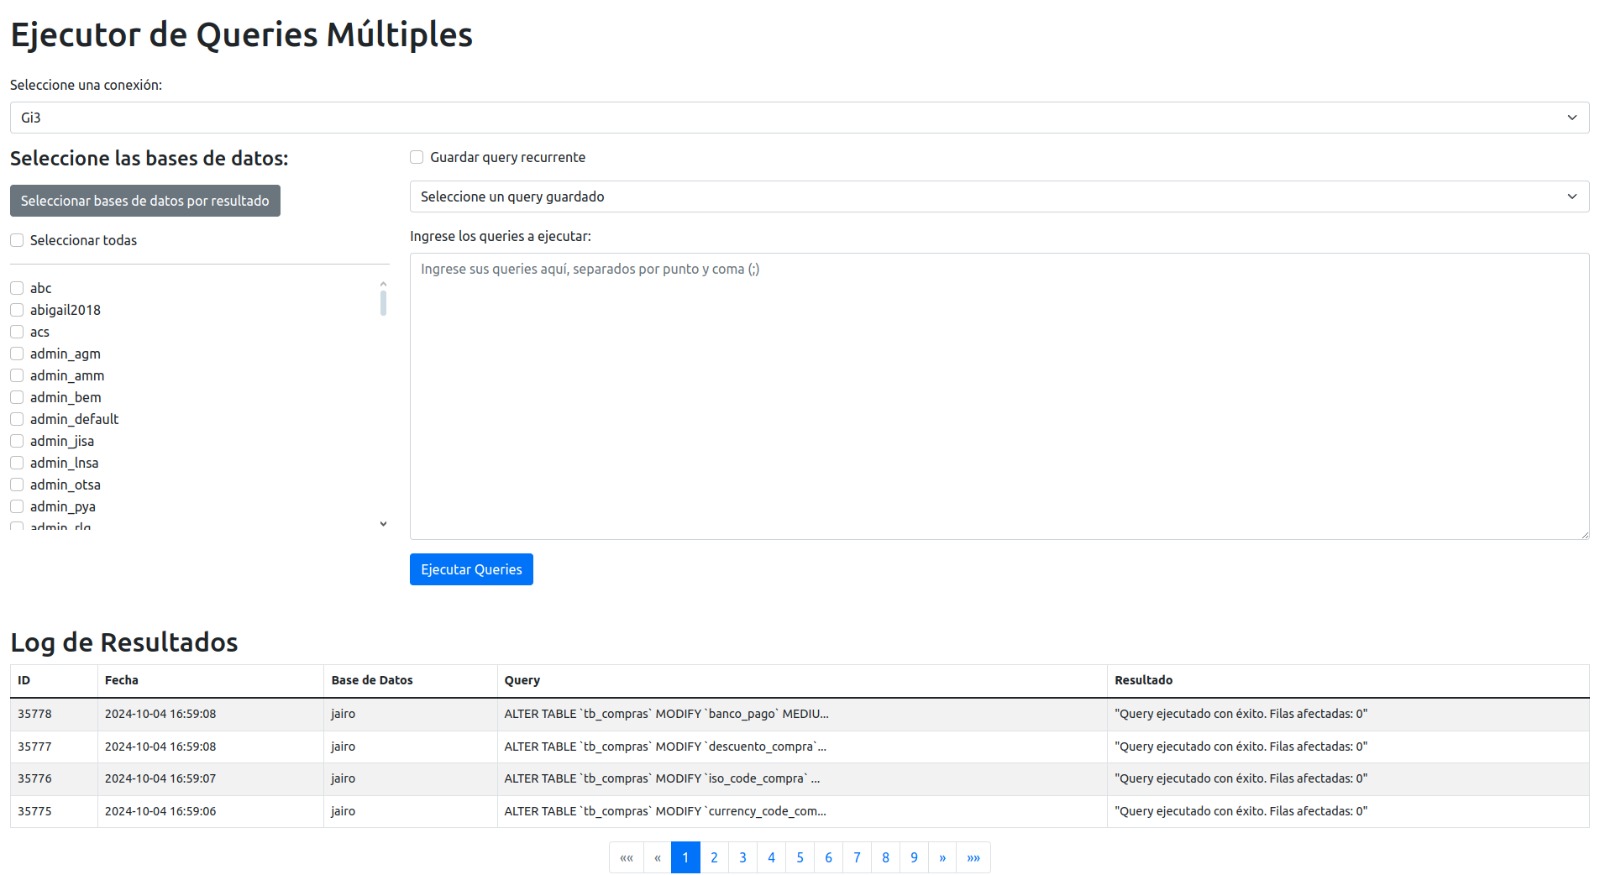 Ejecutor de Queries Múltiples
Seleccione una conexión:
Gi3
Seleccione las bases de datos:
Seleccionar bases de datos por resultado
Seleccionar todas
abc
abigail2018
acs
admin_agm
admin_amm
admin_bem
admin_default
admin_jisa
admin_lnsa
admin_otsa
admin_pya
admin_rlg
Guardar query recurrente
Seleccione un query guardado
Ingrese los queries a ejecutar:
Ingrese sus queries aquí, separados por punto y coma (;)
Ejecutar Queries
Log de Resultados
ID Fecha Base de Datos Query Resultado
35778 2024-10-04 16:59:08 jairo ALTER TABLE `tb_compras` MODIFY `banco_pago` MEDIU... "Query ejecutado con éxito. Filas afectadas: 0"
35777 2024-10-04 16:59:08 jairo ALTER TABLE `tb_compras` MODIFY `descuento_compra`... "Query ejecutado con éxito. Filas afectadas: 0"
35776 2024-10-04 16:59:07 jairo ALTER TABLE `tb_compras` MODIFY `iso_code_compra` ... "Query ejecutado con éxito. Filas afectadas: 0"
35775 2024-10-04 16:59:06 jairo ALTER TABLE `tb_compras` MODIFY `currency_code_com... "Query ejecutado con éxito. Filas afectadas: 0"
«« « 1 2 3 4 5 6 7 8 9 » »»